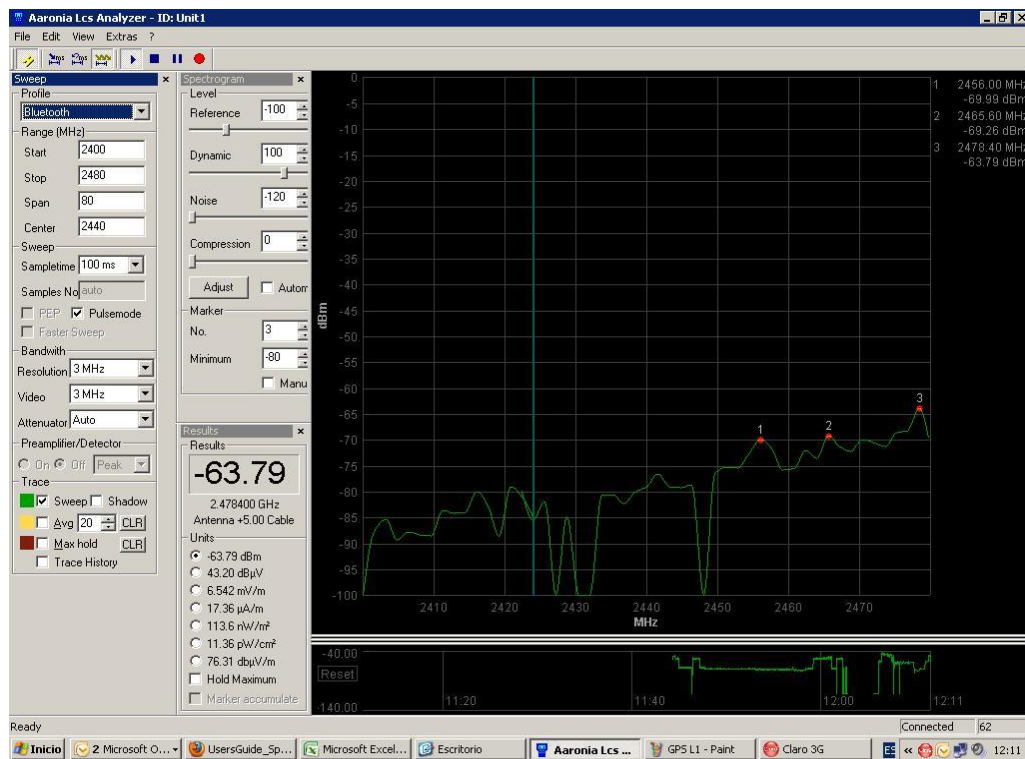 Aaronia Lcs Analyzer - ID: Unit1
File Edit View Extras ?
Sweep
Profile
Bluetooth
Range (MHz)
Start 2400
Stop 2480
Span 80
Center 2440
Sweep
Sampletime 100 ms
Samples No auto
PEP Pulsemode
Faster Sweep
Bandwith
Resolution 3 MHz
Video 3 MHz
Attenuator Auto
Preamplifier/Detector
On Off Peak
Trace
Sweep Shadow
Avg 20 CLR
Max hold CLR
Trace History
Spectrogram
Level
Reference -100
Dynamic 100
Noise -120
Compression 0
Adjust Autom
Marker
No. 3
Minimum -80
Manu
Results
Results
-63.79
2.478400 GHz
Antenna +5.00 Cable
Units
-63.79 dBm
43.20 dBµV
6.542 mV/m
17.36 µA/m
113.6 nW/m²
11.36 pW/cm²
76.31 dbµV/m
Hold Maximum
Marker accumulate
0
-5
-10
-15
-20
-25
-30
-35
-40
-45
-50
-55
-60
-65
-70
-75
-80
-85
-90
-95
-100
dBm
1
2
3
2410 2420 2430 2440 2450 2460 2470
MHz
1 2456.00 MHz
-69.99 dBm
2 2465.60 MHz
-69.26 dBm
3 2478.40 MHz
-63.79 dBm
-40.00
Reset
-140.00
11:20 11:40 12:00 12:11
Ready Connected 62
Inicio 2 Microsoft O... UsersGuide_Sp... Microsoft Excel... Escritorio Aaronia Lcs ... GPS L1 - Paint Claro 3G ES « 12:11